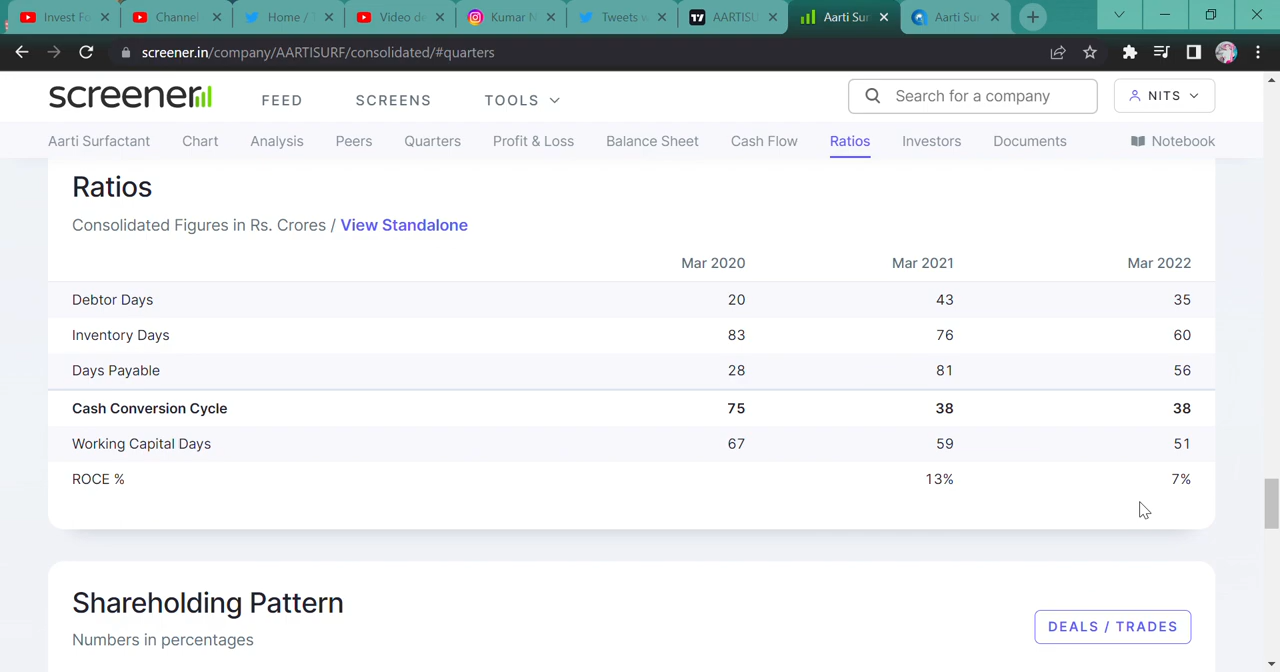 Invest Fo
Channel
Home / T
Video de
Kumar N
Tweets w
AARTISU
Aarti Sur
Aarti Sur
screener.in/company/AARTISURF/consolidated/#quarters
screener
FEED
SCREENS
TOOLS
Search for a company
NITS
Aarti Surfactant
Chart
Analysis
Peers
Quarters
Profit & Loss
Balance Sheet
Cash Flow
Ratios
Investors
Documents
Notebook
Ratios
Consolidated Figures in Rs. Crores / View Standalone
Mar 2020 Mar 2021 Mar 2022
Debtor Days 20 43 35
Inventory Days 83 76 60
Days Payable 28 81 56
Cash Conversion Cycle 75 38 38
Working Capital Days 67 59 51
ROCE % 13% 7%
Shareholding Pattern
Numbers in percentages
DEALS / TRADES